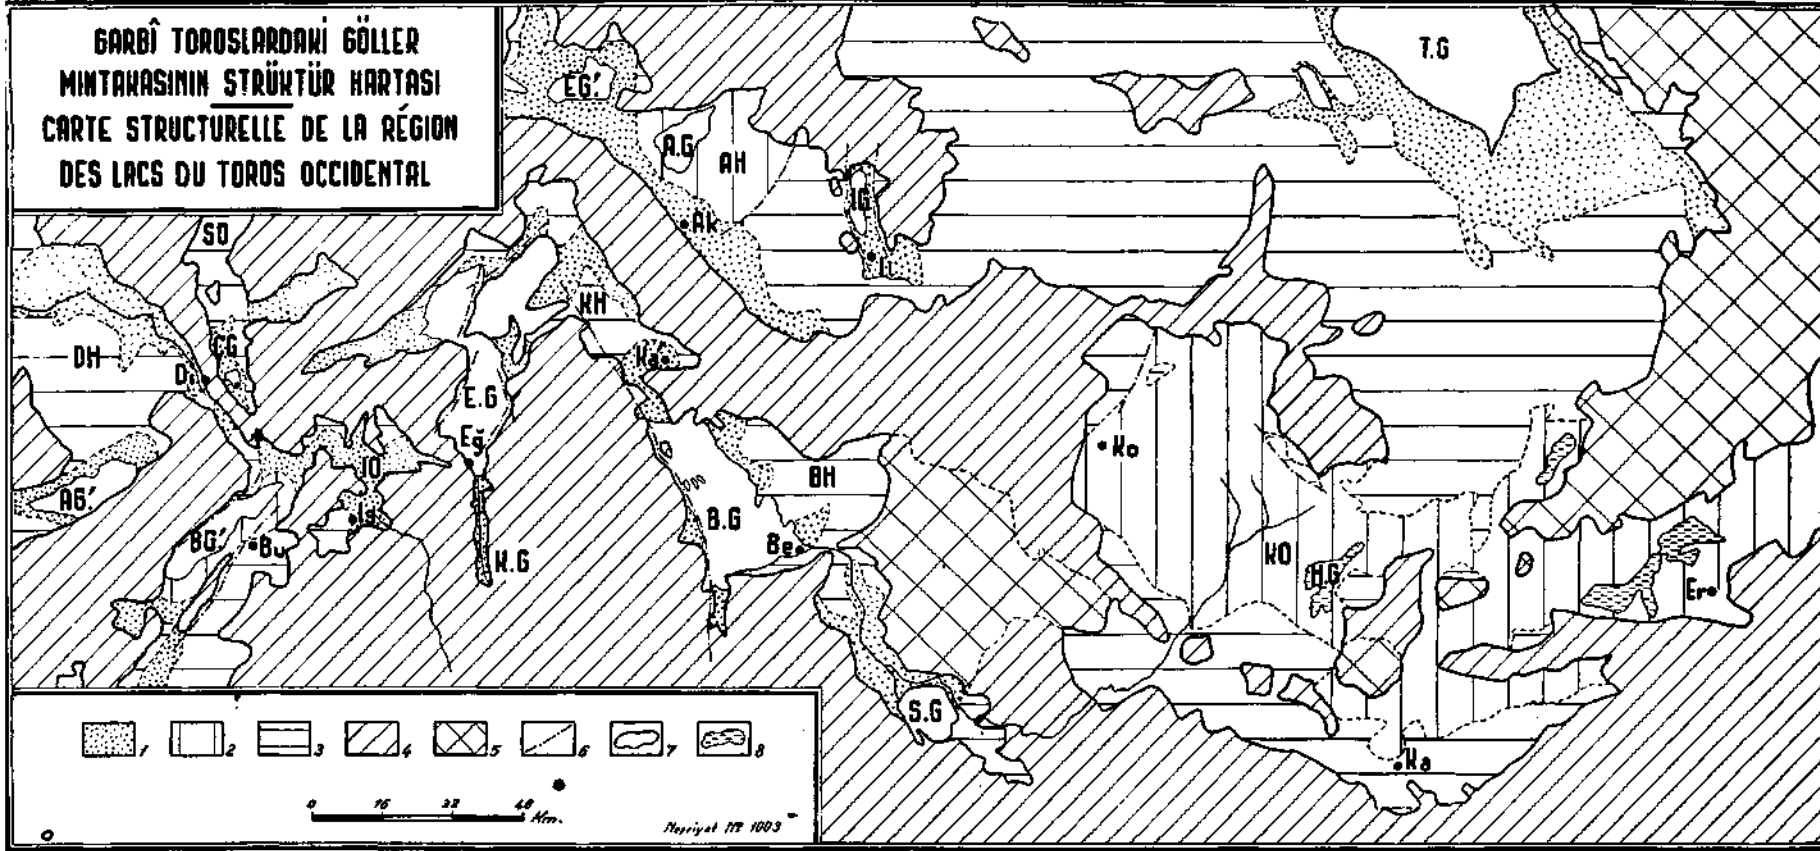 GARBÎ TOROSLARDAKİ GÖLLER
MINTAKASININ STRÜKTÜR HARTASI
CARTE STRUCTURELLE DE LA RÉGION
DES LACS DU TOROS OCCIDENTAL
EG'.
T.G
A.G
AH
IG
Ak
SO
KH
ÇG
DH
Ka'
E.G
Eğ
Ko
IO
BH
AG'.
Is
B.G
BG'.
Bu
Be
K.G
KO
H.G
Er
S.G
Ka
1 2 3 4 5 6 7 8
0 16 32 48 Km.
Neşriyat No 1003